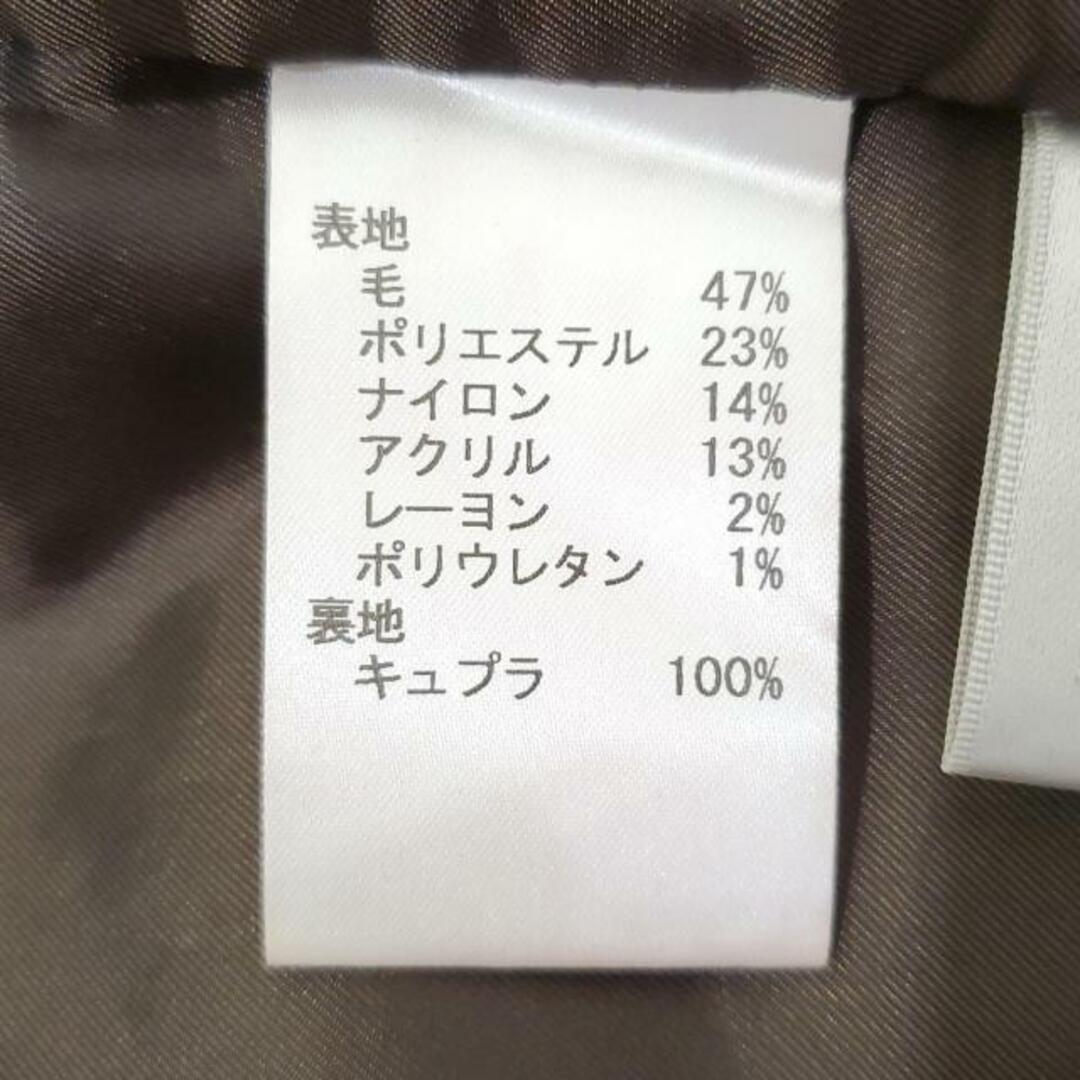 表地
毛 47%
ポリエステル 23%
ナイロン 14%
アクリル 13%
レーヨン 2%
ポリウレタン 1%
裏地
キュプラ 100%